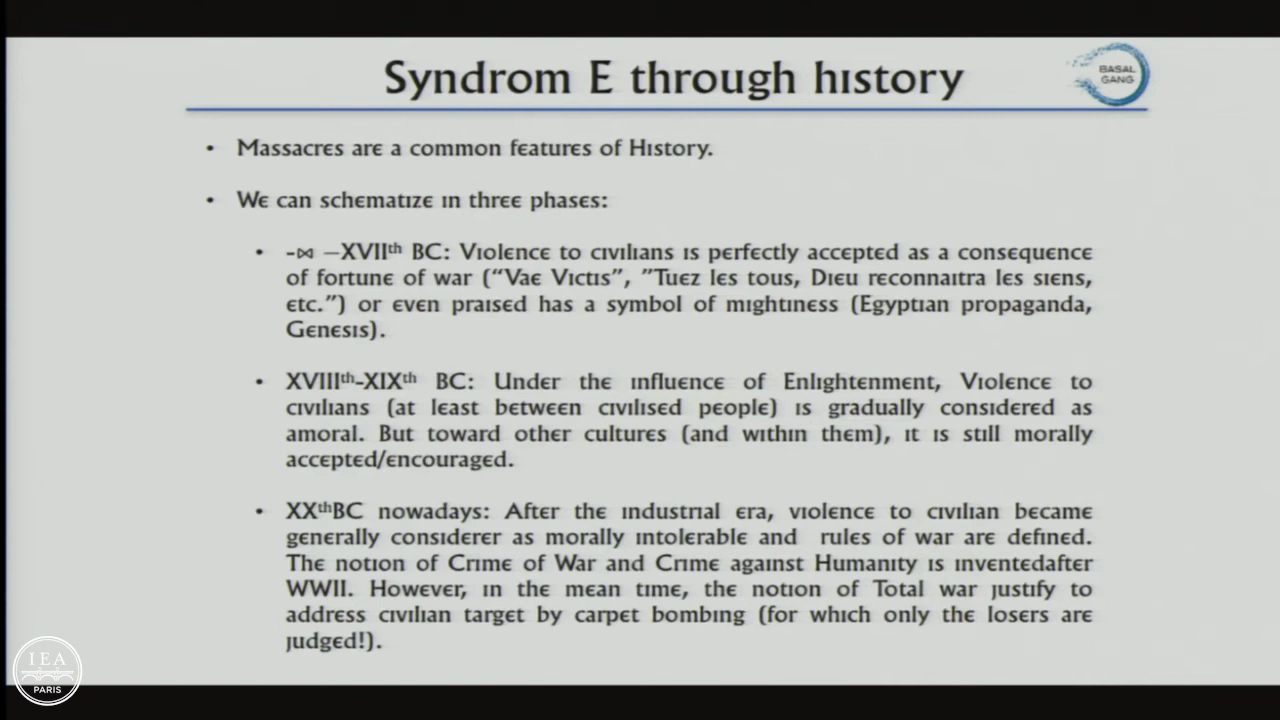 Syndrom E through history
BASAL
GANG
• Massacres are a common features of History.
• We can schematize in three phases:
• -⋈ –XVIIth BC: Violence to civilians is perfectly accepted as a consequence
of fortune of war ("Vae Victis", "Tuez les tous, Dieu reconnaitra les siens,
etc.") or even praised has a symbol of mightiness (Egyptian propaganda,
Genesis).
• XVIIIth-XIXth BC: Under the influence of Enlightenment, Violence to
civilians (at least between civilised people) is gradually considered as
amoral. But toward other cultures (and within them), it is still morally
accepted/encouraged.
• XXthBC nowadays: After the industrial era, violence to civilian became
generally considerer as morally intolerable and rules of war are defined.
The notion of Crime of War and Crime against Humanity is inventedafter
WWII. However, in the mean time, the notion of Total war justify to
address civilian target by carpet bombing (for which only the losers are
judged!).
IEA
PARIS